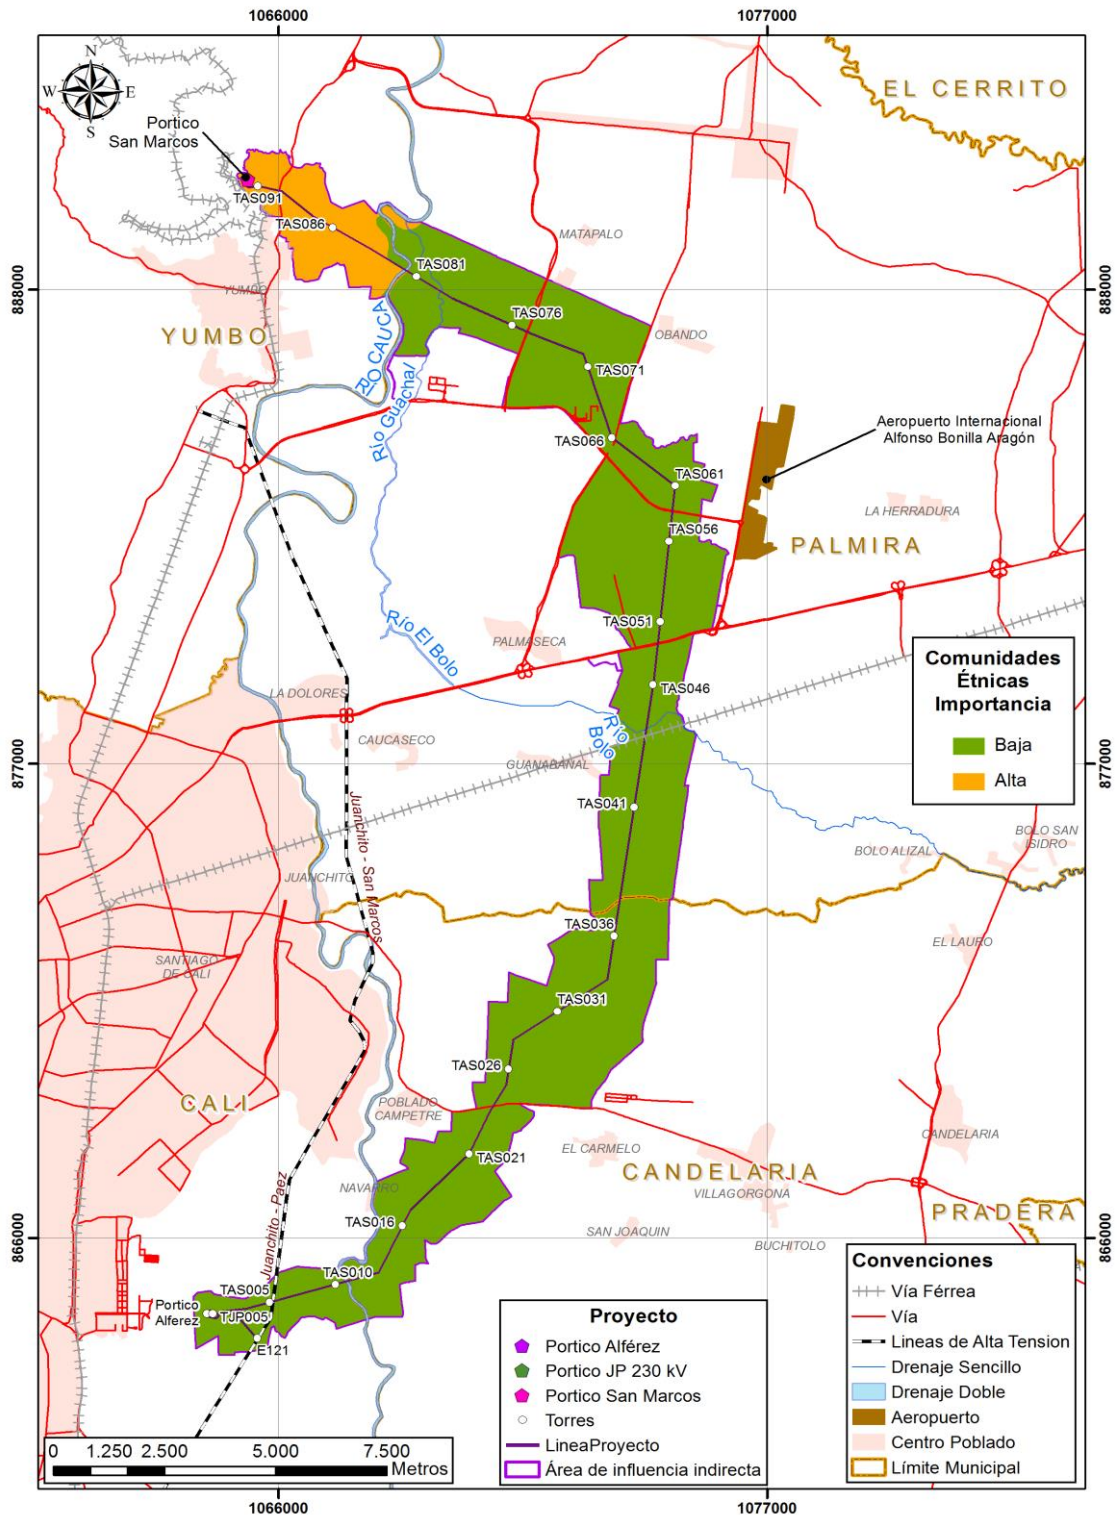 1066000
1077000
N
W E
S
EL CERRITO
Portico
San Marcos
TAS091
TAS086
MATAPALO
TAS081
888000
888000
YUMBO
TAS076
YUMBO
RÍO CAUCA
OBANDO
TAS071
Río Guachal
Aeropuerto Internacional
Alfonso Bonilla Aragón
TAS066
TAS061
LA HERRADURA
TAS056
PALMIRA
Río El Bolo
TAS051
PALMASECA
Comunidades
Étnicas
Importancia
Baja
Alta
LA DOLORES
TAS046
CAUCASECO
Río
Bolo
877000
877000
GUANABANAL
TAS041
Juanchito - San Marcos
BOLO SAN
ISIDRO
BOLO ALIZAL
JUANCHITO
TAS036
EL LAURO
SANTIAGO
DE CALI
TAS031
TAS026
CALI
POBLADO
CAMPETRE
CANDELARIA
EL CARMELO
TAS021
CANDELARIA
NAVARRO
VILLAGORGONA
Juanchito - Paez
TAS016
PRADERA
SAN JOAQUIN
866000
866000
BUCHITOLO
TAS010
TAS005
Portico
Alferez
TJP005
E121
Proyecto
Portico Alférez
Portico JP 230 kV
Portico San Marcos
Torres
LineaProyecto
Área de influencia indirecta
Convenciones
Vía Férrea
Vía
Lineas de Alta Tension
Drenaje Sencillo
Drenaje Doble
Aeropuerto
Centro Poblado
Límite Municipal
0 1.250 2.500 5.000 7.500
Metros
1066000
1077000